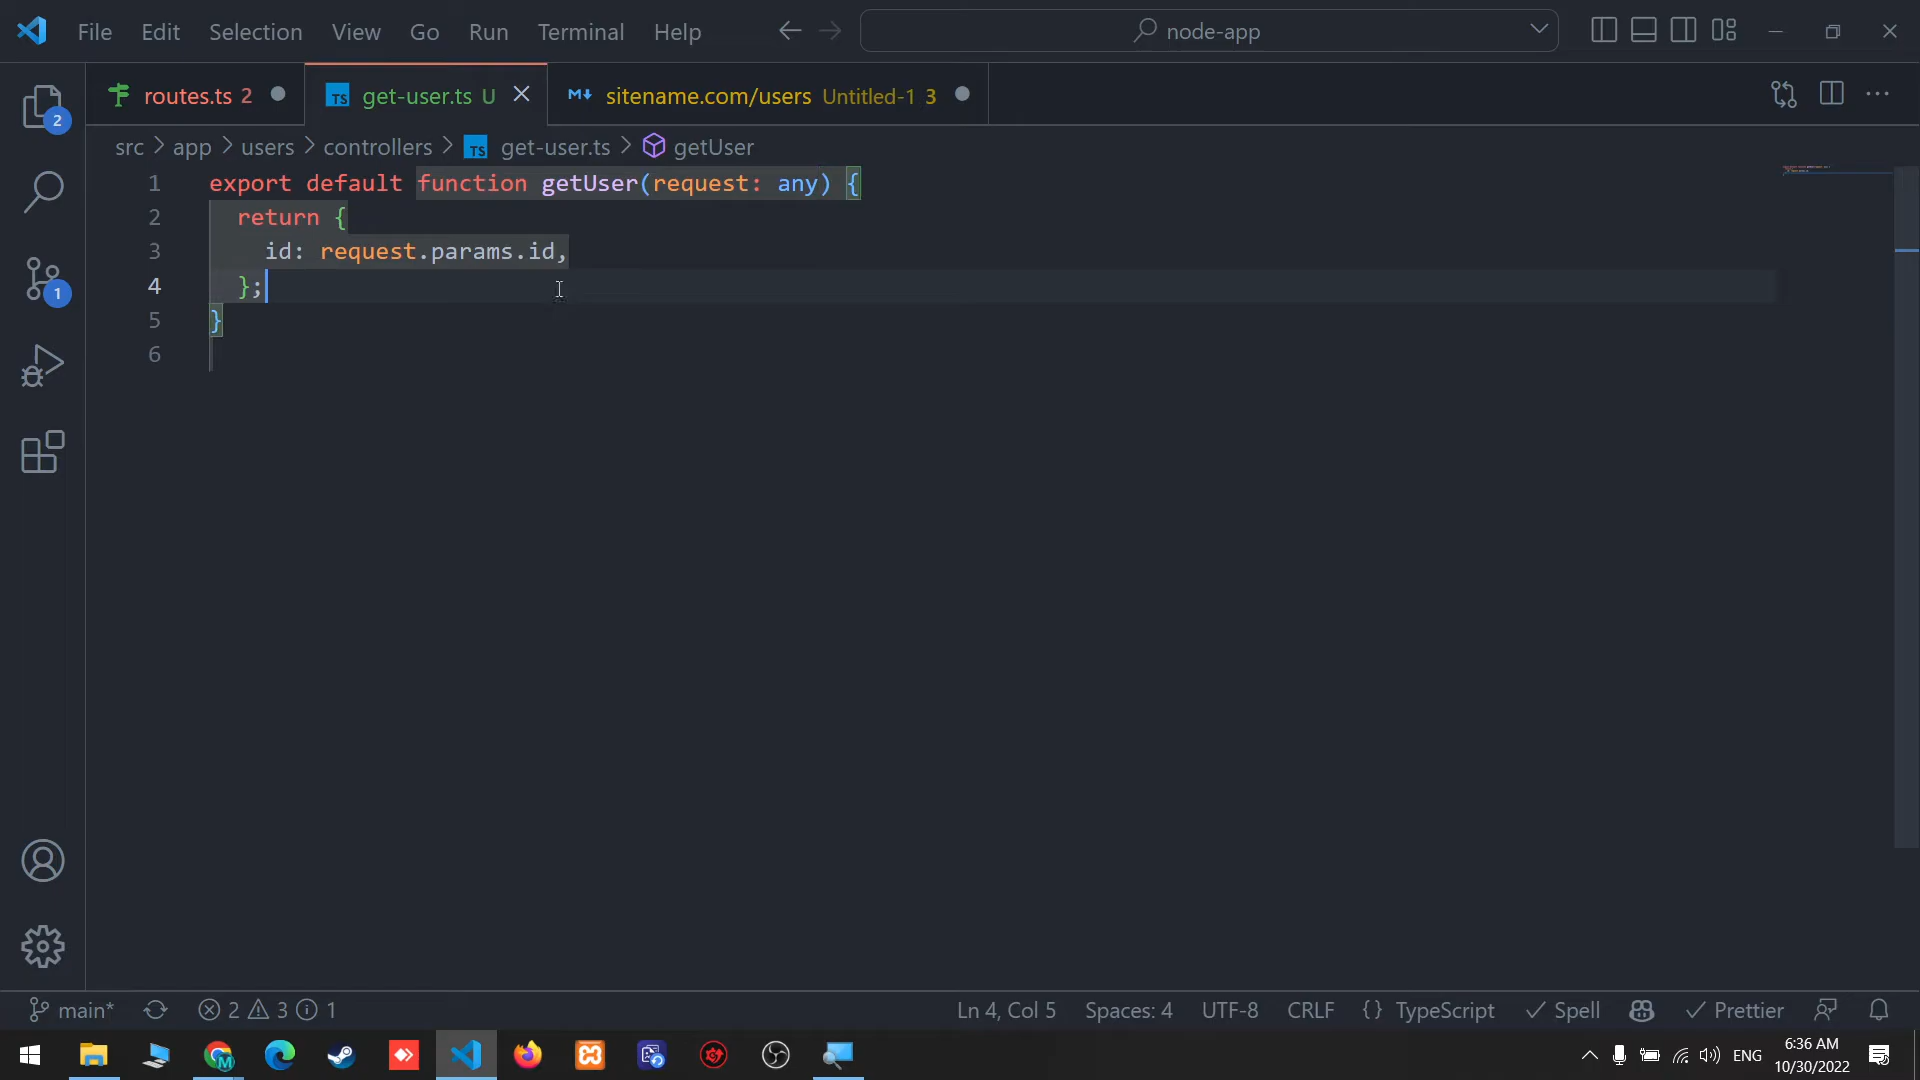 File Edit Selection View Go Run Terminal Help node-app
routes.ts 2 get-user.ts U sitename.com/users Untitled-1 3
2
src > app > users > controllers > TS get-user.ts > getUser
1 export default function getUser(request: any) {
2 return {
3 id: request.params.id,
4 };
5 }
6
1
main* 2 3 1 Ln 4, Col 5 Spaces: 4 UTF-8 CRLF {} TypeScript Spell Prettier
ENG 6:36 AM
10/30/2022